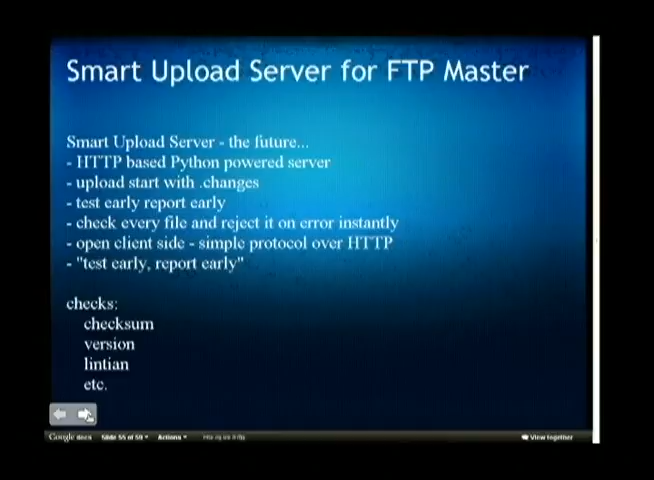 Smart Upload Server for FTP Master
Smart Upload Server - the future...
- HTTP based Python powered server
- upload start with .changes
- test early report early
- check every file and reject it on error instantly
- open client side - simple protocol over HTTP
- "test early, report early"
checks:
checksum
version
lintian
etc.
Google docs Slide 55 of 59 Actions View together